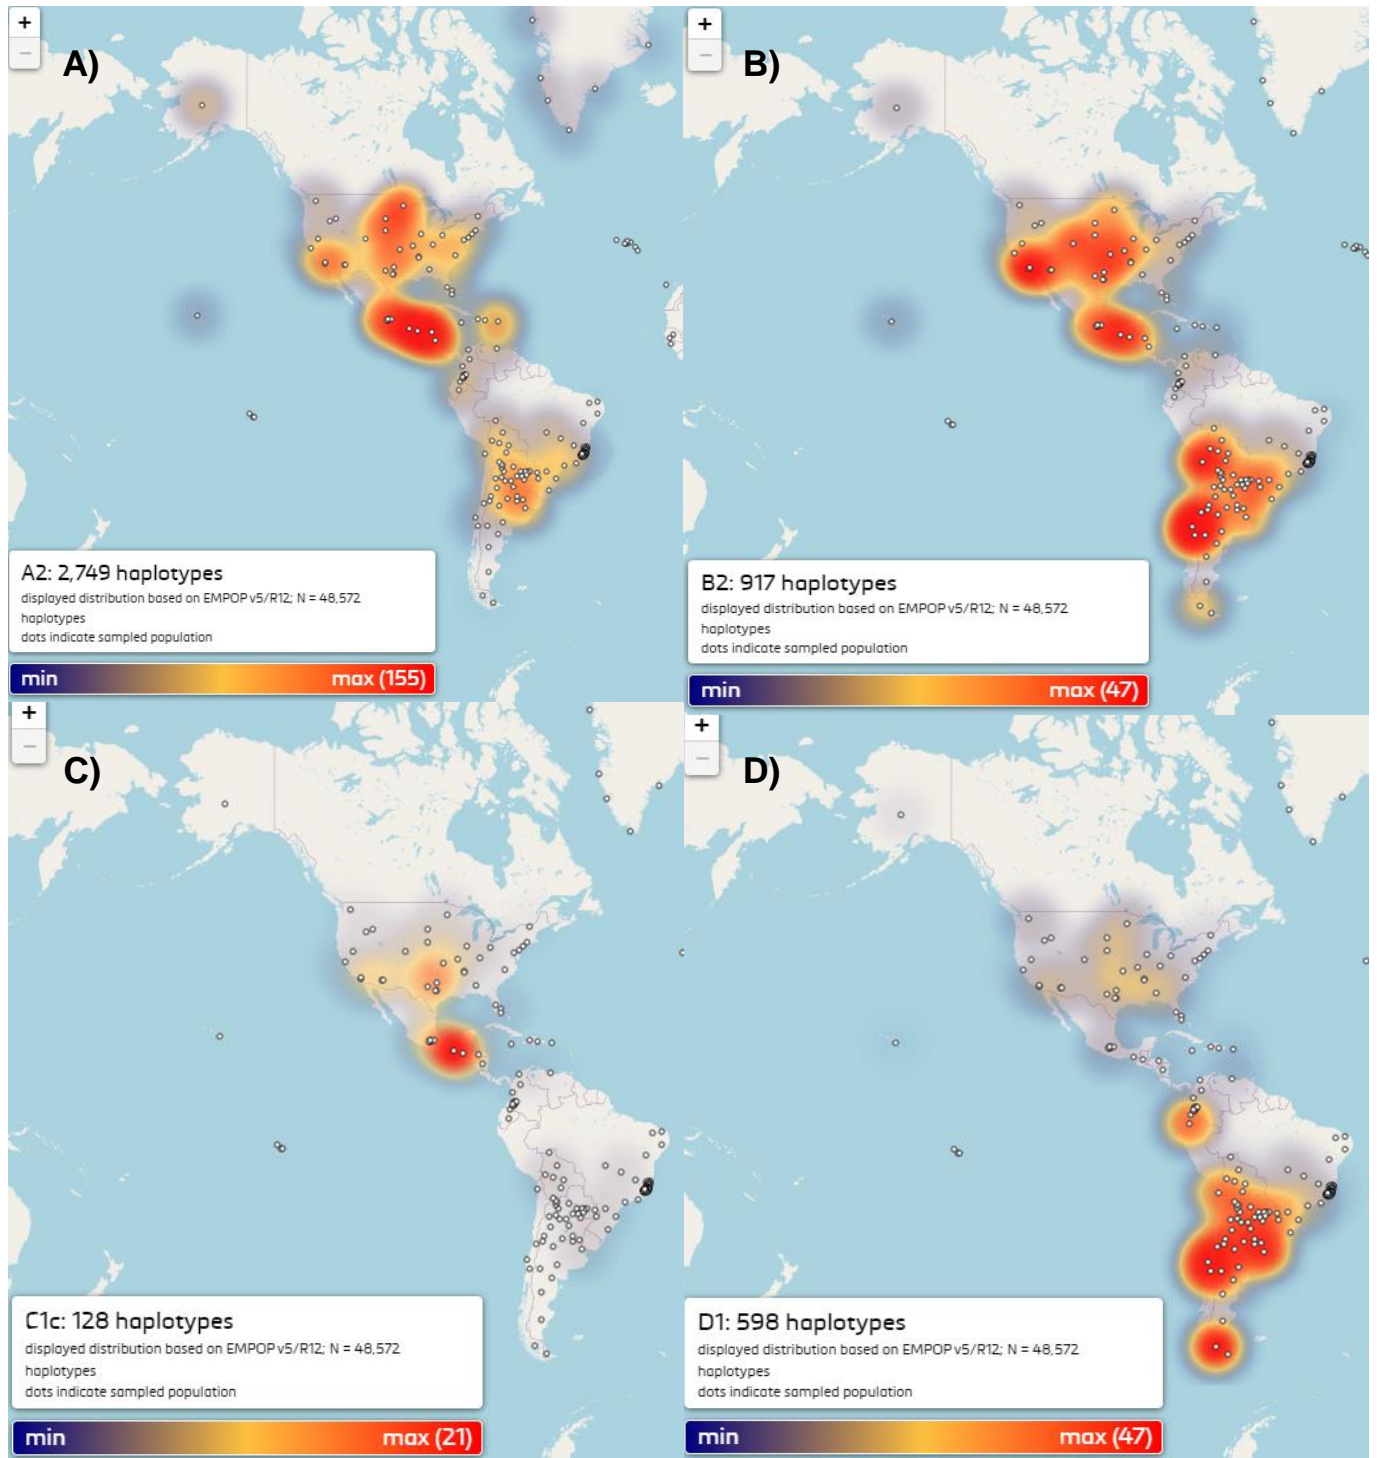 +
−
A)
A2: 2,749 haplotypes
displayed distribution based on EMPOP v5/R12; N = 48,572
haplotypes
dots indicate sampled population
min max (155)
+
−
B)
B2: 917 haplotypes
displayed distribution based on EMPOP v5/R12; N = 48,572
haplotypes
dots indicate sampled population
min max (47)
+
−
C)
C1c: 128 haplotypes
displayed distribution based on EMPOP v5/R12; N = 48,572
haplotypes
dots indicate sampled population
min max (21)
+
−
D)
D1: 598 haplotypes
displayed distribution based on EMPOP v5/R12; N = 48,572
haplotypes
dots indicate sampled population
min max (47)